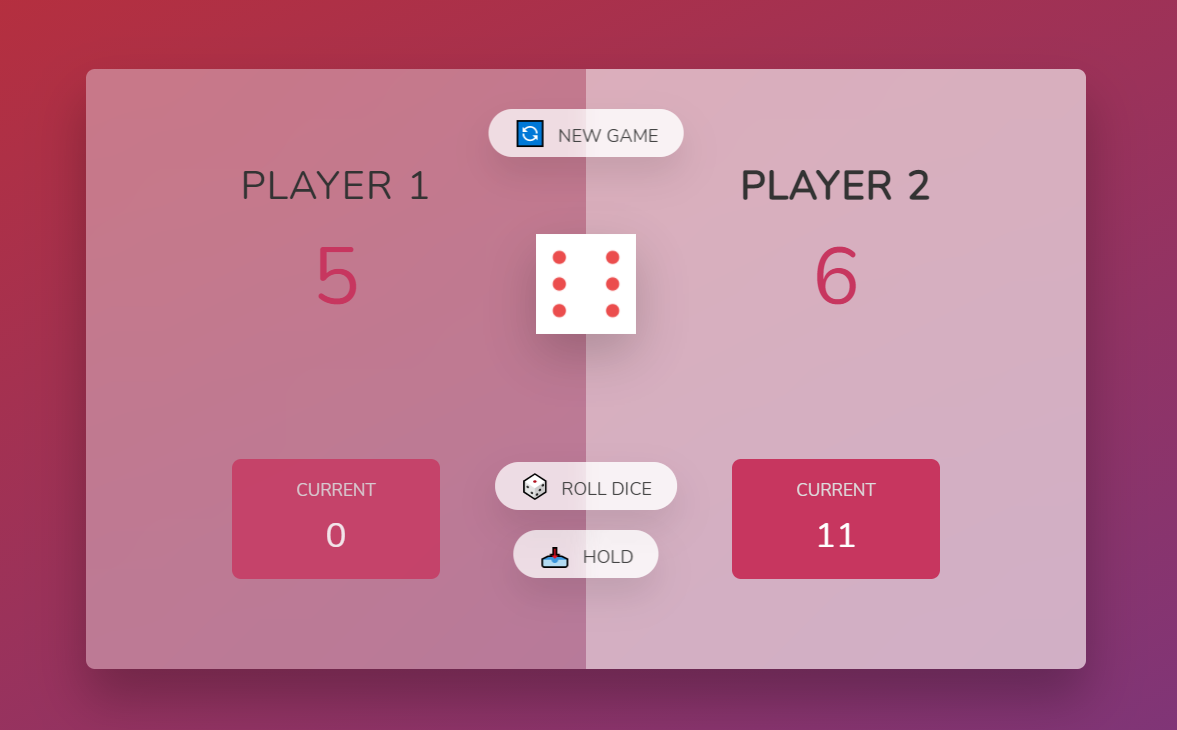 NEW GAME
PLAYER 1
5
PLAYER 2
6
CURRENT
0
ROLL DICE
HOLD
CURRENT
11